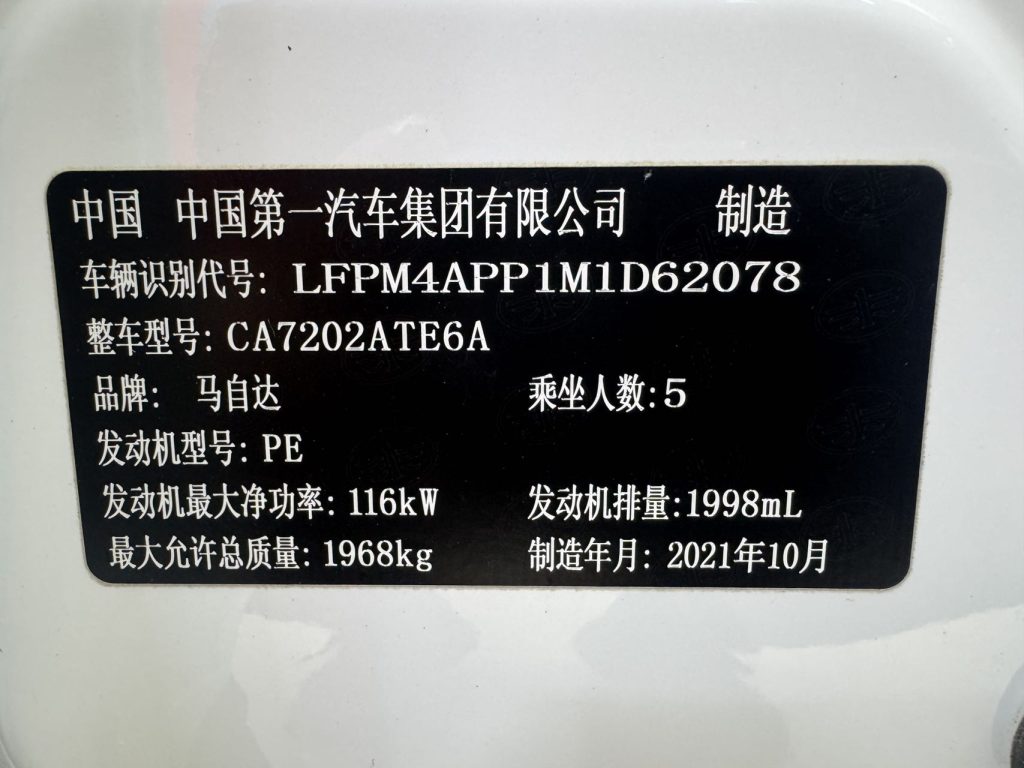 中国 中国第一汽车集团有限公司 制造
车辆识别代号: LFPM4APP1M1D62078
整车型号: CA7202ATE6A
品牌: 马自达 乘坐人数:5
发动机型号: PE
发动机最大净功率: 116kW 发动机排量:1998mL
最大允许总质量: 1968kg 制造年月: 2021年10月